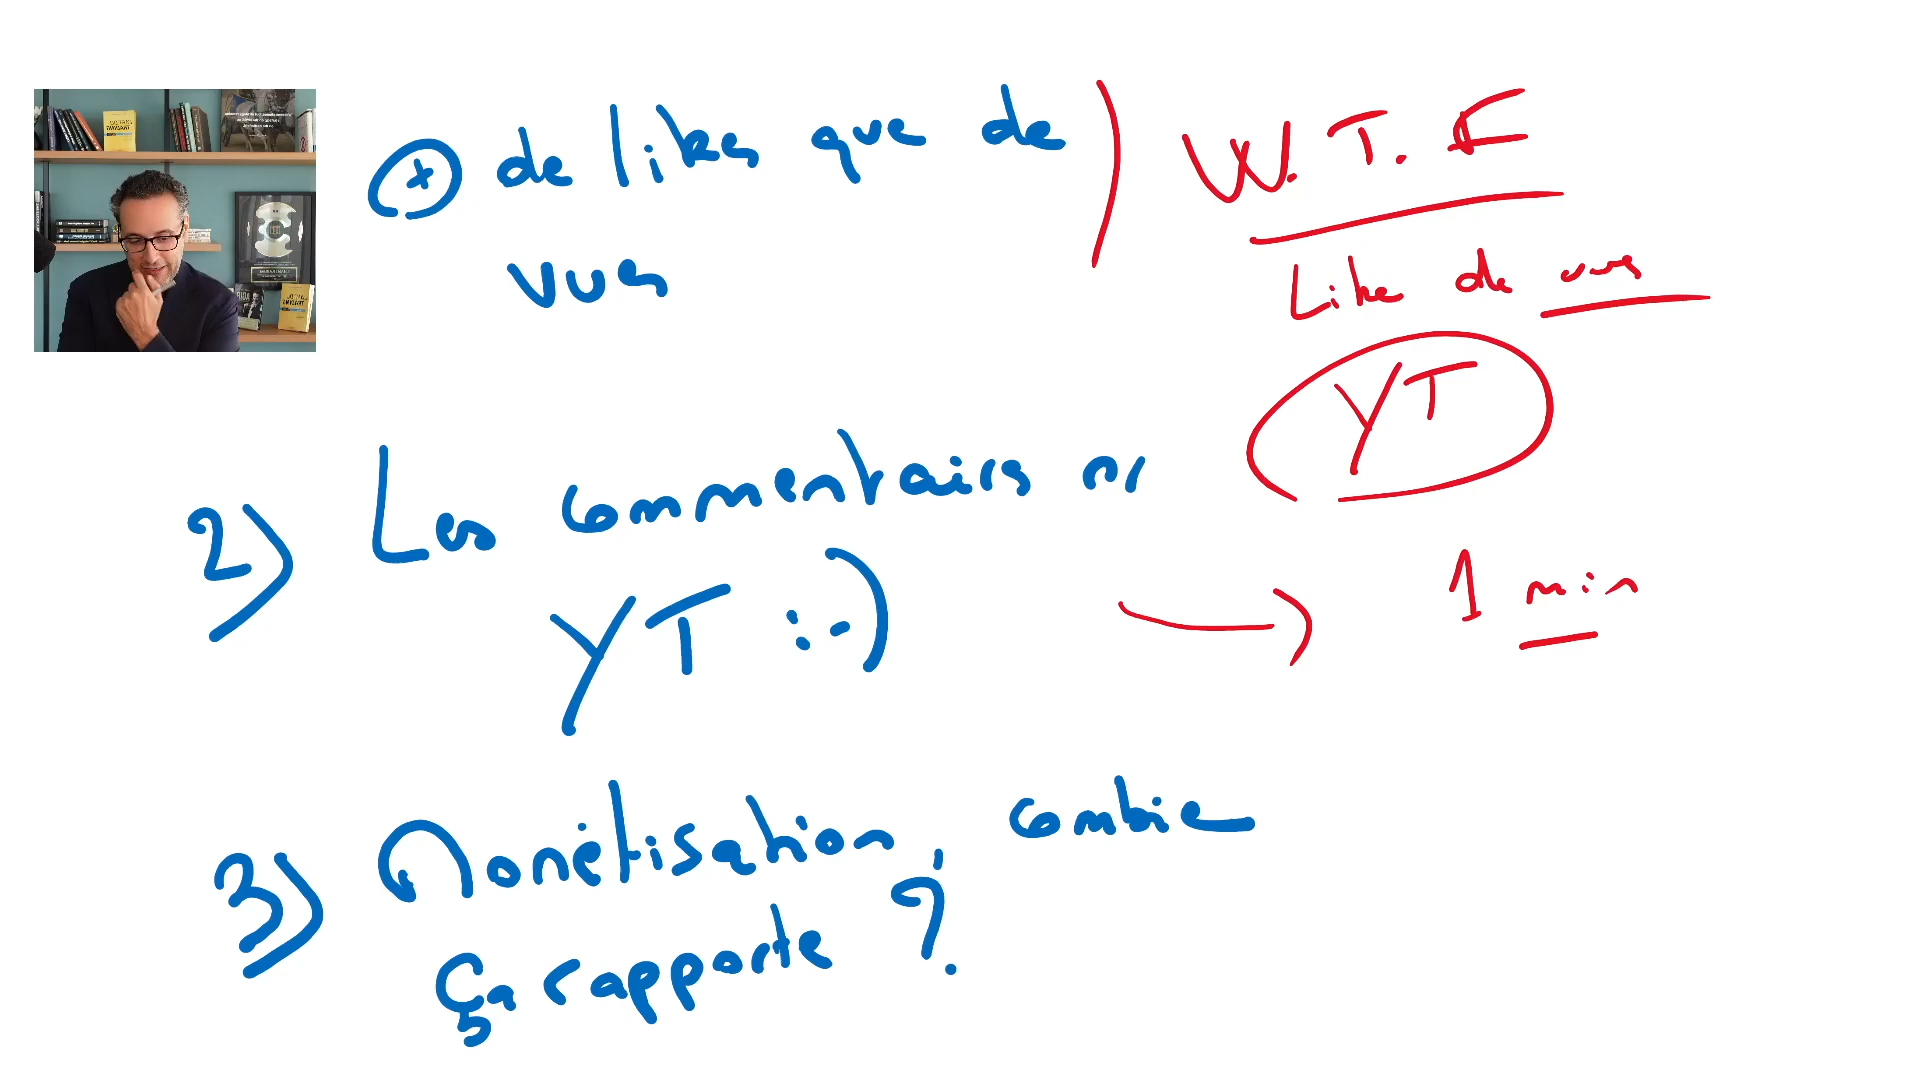 + de likes que de
vues
W.T.F
Like de vues
YT
2) Les commentaires sur
YT :-)
1 min
3) Monétisation, combien
ça rapporte ?